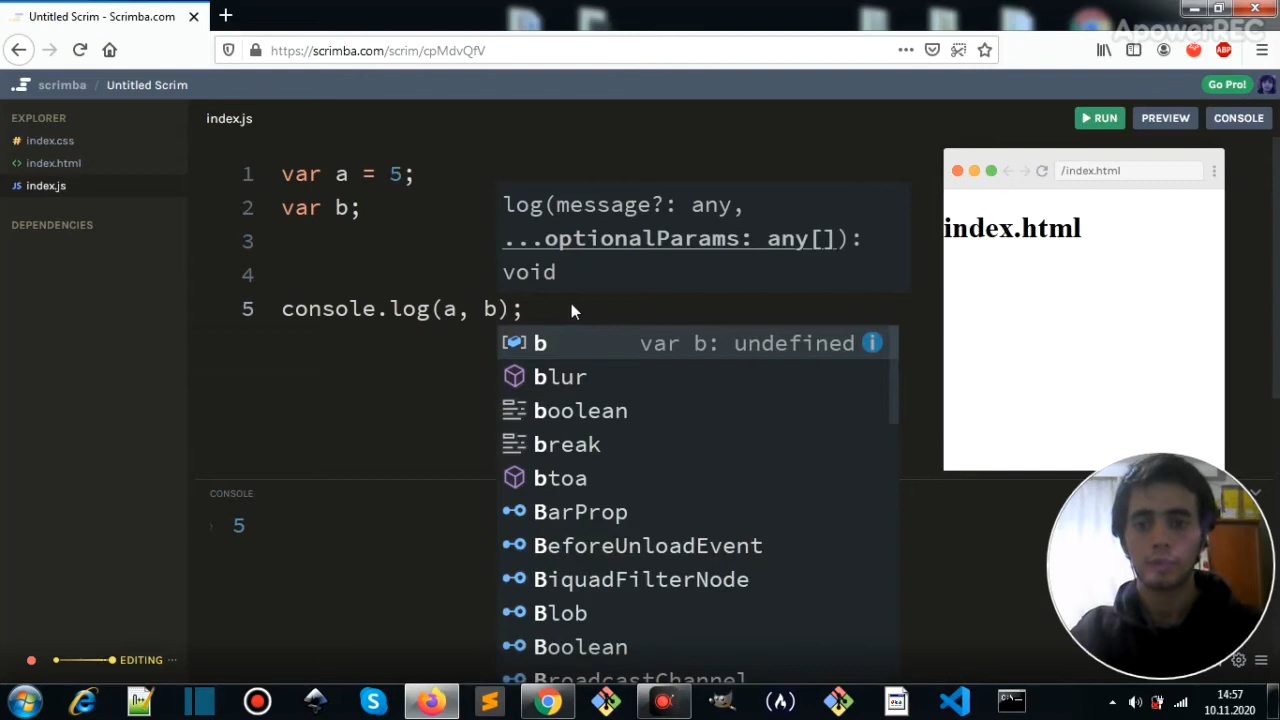 Untitled Scrim - Scrimba.com
ApowerREC
https://scrimba.com/scrim/cpMdvQfV
ABP
scrimba / Untitled Scrim
Go Pro!
EXPLORER
index.css
index.html
index.js
DEPENDENCIES
index.js
RUN
PREVIEW
CONSOLE
1 var a = 5;
2 var b;
3
4
5 console.log(a, b);
log(message?: any,
...optionalParams: any[]):
void
b var b: undefined
blur
boolean
break
btoa
BarProp
BeforeUnloadEvent
BiquadFilterNode
Blob
Boolean
BroadcastChannel
/index.html
index.html
CONSOLE
5
EDITING ...
14:57
10.11.2020